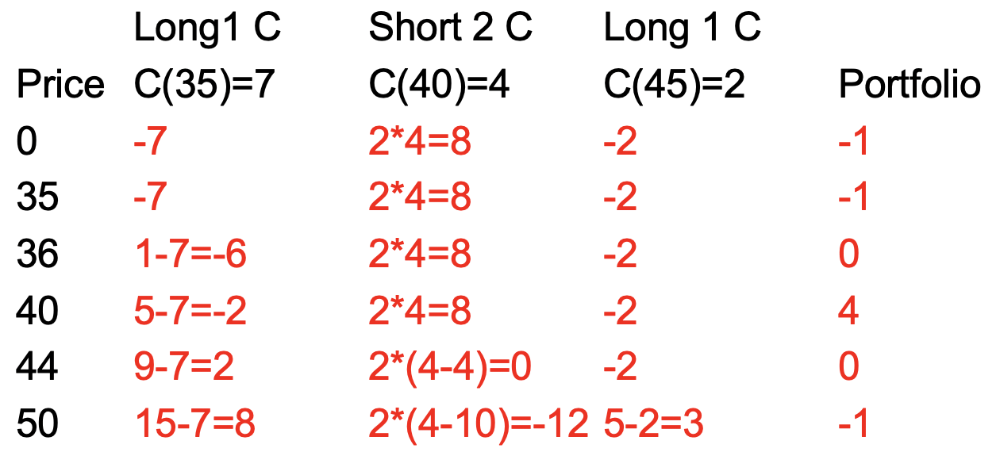 Long1 C Short 2 C Long 1 C
Price C(35)=7 C(40)=4 C(45)=2 Portfolio
0 -7 2*4=8 -2 -1
35 -7 2*4=8 -2 -1
36 1-7=-6 2*4=8 -2 0
40 5-7=-2 2*4=8 -2 4
44 9-7=2 2*(4-4)=0 -2 0
50 15-7=8 2*(4-10)=-12 5-2=3 -1